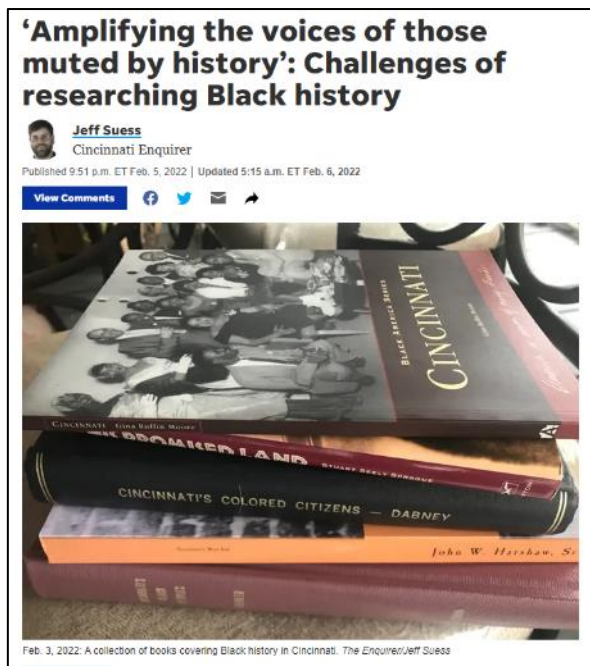 ‘Amplifying the voices of those
muted by history’: Challenges of
researching Black history
Jeff Suess
Cincinnati Enquirer
Published 9:51 p.m. ET Feb. 5, 2022 | Updated 5:15 a.m. ET Feb. 6, 2022
View Comments
BLACK AMERICA SERIES
CINCINNATI
CINCINNATI Gina Ruffin Moore
PROMISED LAND
STUART SEELY SPRAGUE
CINCINNATI'S COLORED CITIZENS — DABNEY
John W. Harshaw, Sr
Feb. 3, 2022: A collection of books covering Black history in Cincinnati. The Enquirer/Jeff Suess